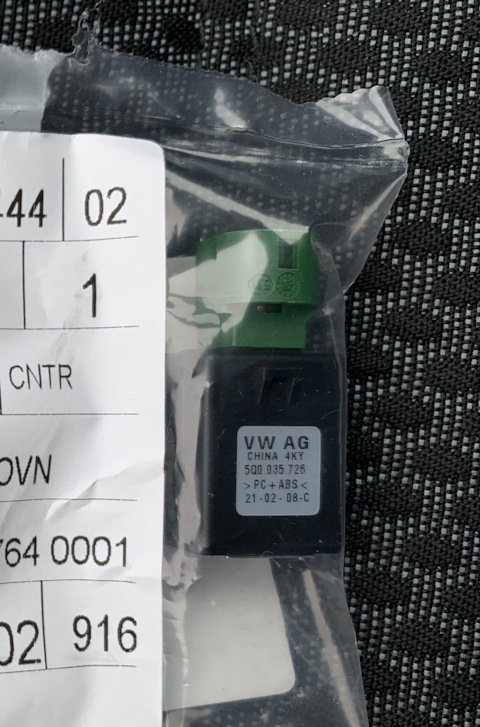 44 02
1
CNTR
OVN
764 0001
02 916
VW AG
CHINA 4KY
5Q0.035.726
>PC+ABS<
21-02-08-C